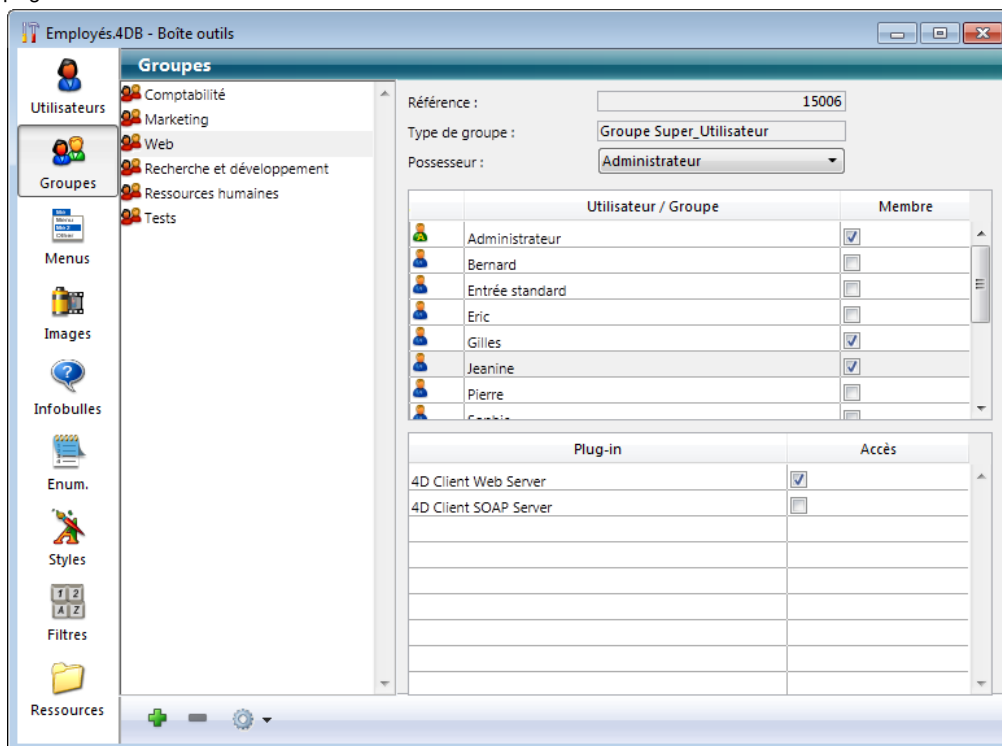 Employés.4DB - Boîte outils
Utilisateurs
Groupes
Menus
Images
Infobulles
Enum.
Styles
1 2
A Z
Filtres
Ressources
Groupes
Comptabilité
Marketing
Web
Recherche et développement
Ressources humaines
Tests
Référence : 15006
Type de groupe : Groupe Super_Utilisateur
Possesseur : Administrateur
Utilisateur / Groupe Membre
Administrateur
Bernard
Entrée standard
Eric
Gilles
Jeanine
Pierre
Plug-in Accès
4D Client Web Server
4D Client SOAP Server